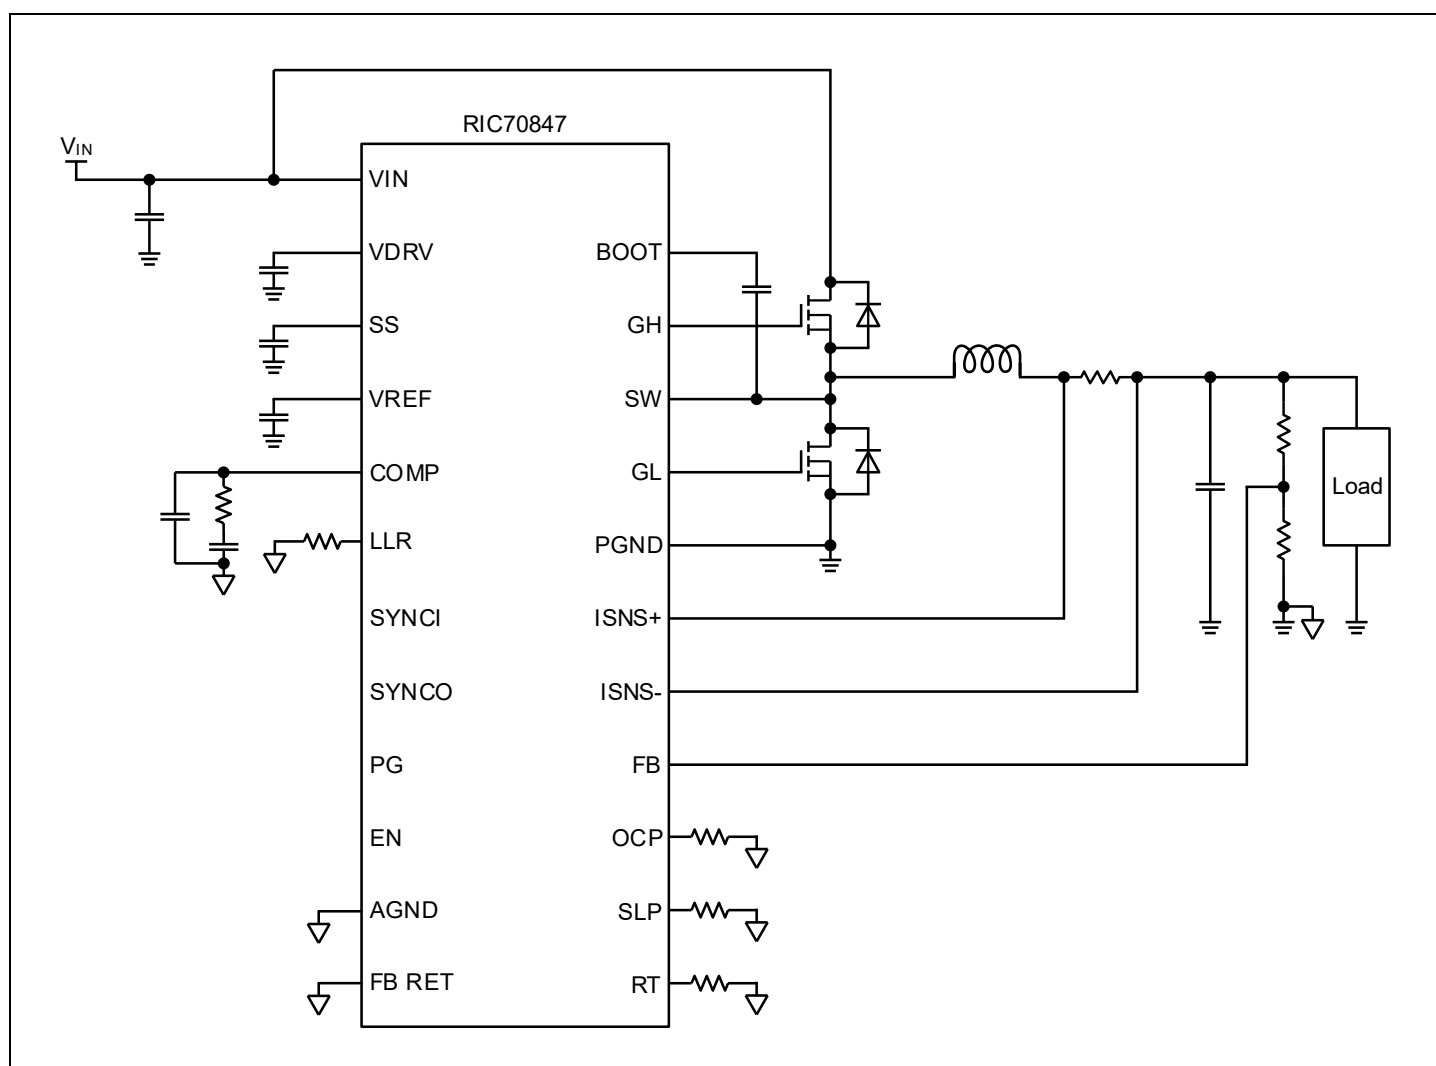 RIC70847
VIN
VIN
VDRV
SS
VREF
COMP
LLR
SYNCI
SYNCO
PG
EN
AGND
FB RET
BOOT
GH
SW
GL
PGND
ISNS+
ISNS-
FB
OCP
SLP
RT
Load